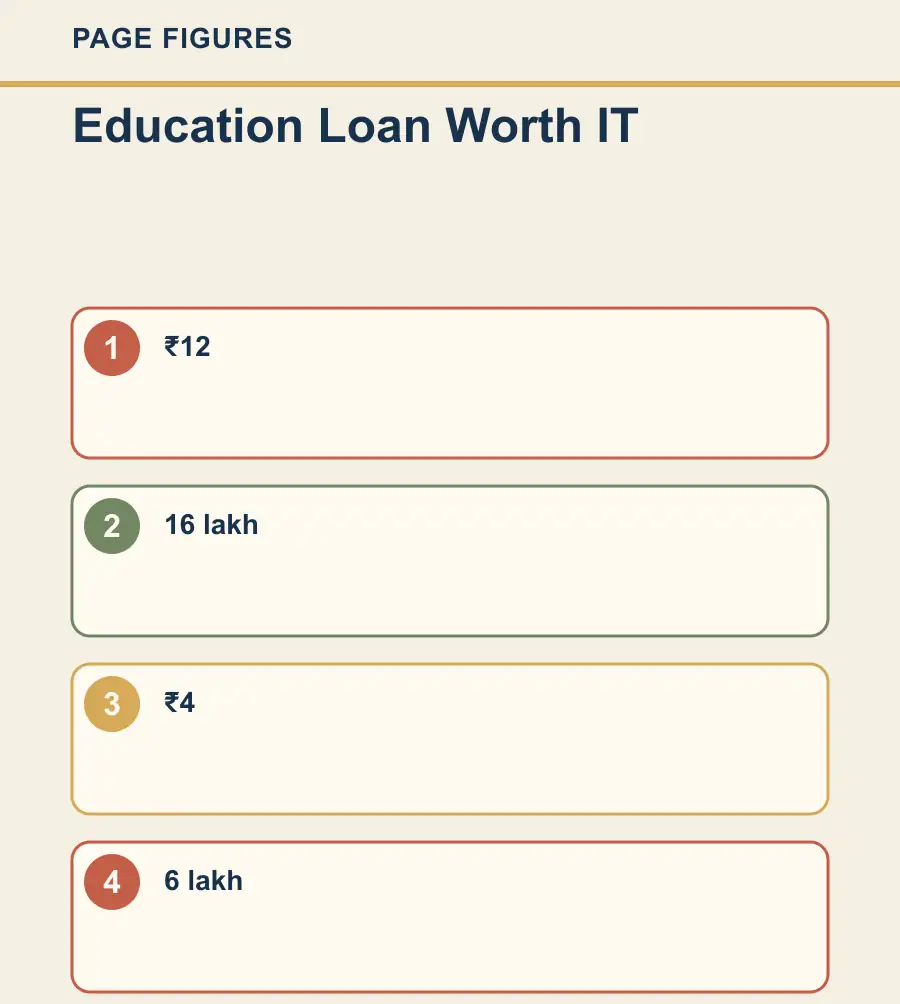 PAGE FIGURES
Education Loan Worth IT
1 ₹12
2 16 lakh
3 ₹4
4 6 lakh